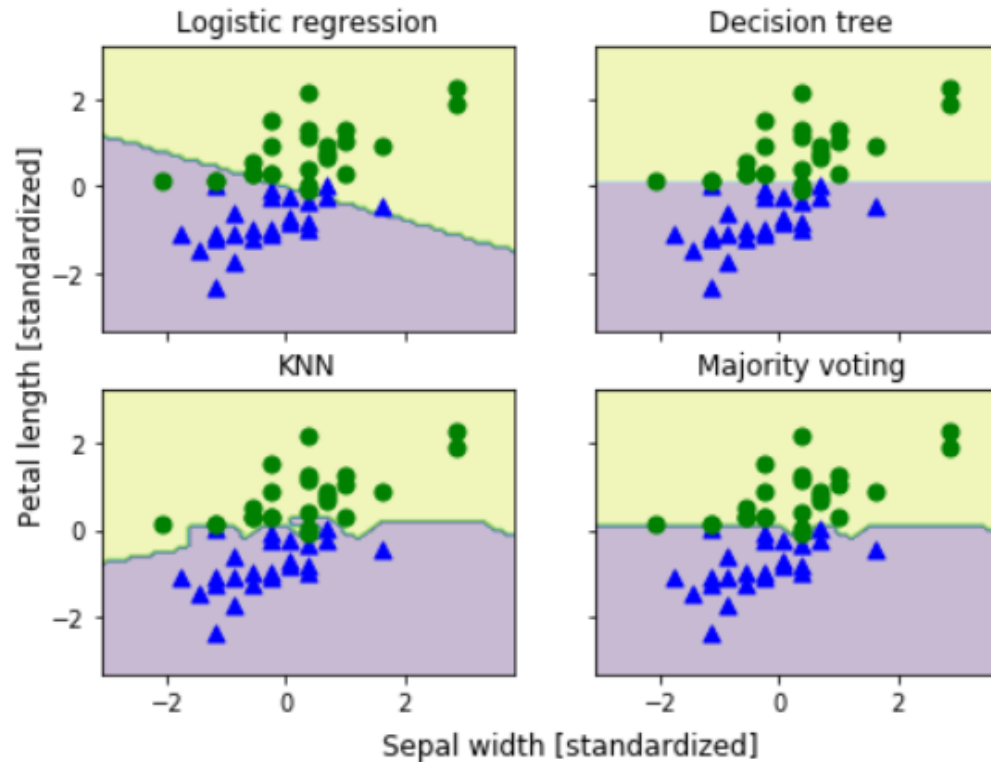 Logistic regression
Decision tree
2
0
−2
KNN
Majority voting
2
0
−2
−2
0
2
−2
0
2
Petal length [standardized]
Sepal width [standardized]